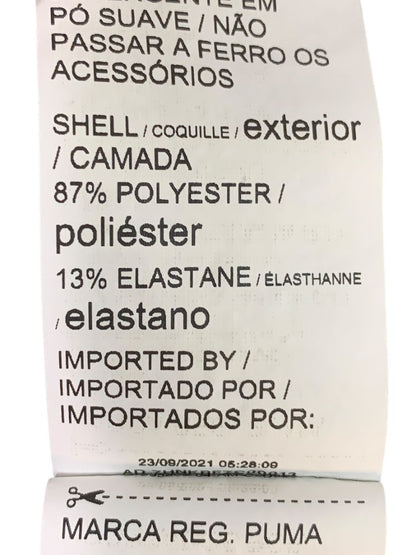 EM
PÓ SUAVE / NÃO
PASSAR A FERRO OS
ACESSÓRIOS
SHELL / COQUILLE / exterior
/ CAMADA
87% POLYESTER /
poliéster
13% ELASTANE / ÉLASTHANNE
/ elastano
IMPORTED BY /
IMPORTADO POR /
IMPORTADOS POR:
23/09/2021 05:28:09
MARCA REG. PUMA